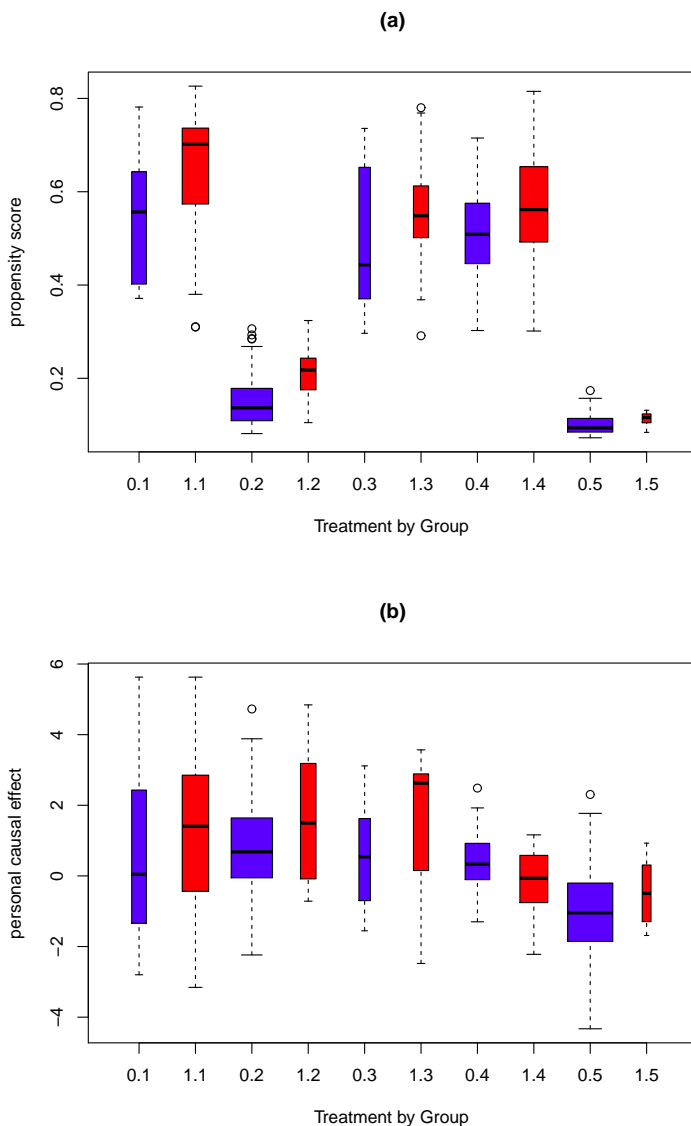 (a)
propensity score
0.8
0.6
0.4
0.2
0.1 1.1 0.2 1.2 0.3 1.3 0.4 1.4 0.5 1.5
Treatment by Group
(b)
personal causal effect
6
4
2
0
−2
−4
0.1 1.1 0.2 1.2 0.3 1.3 0.4 1.4 0.5 1.5
Treatment by Group